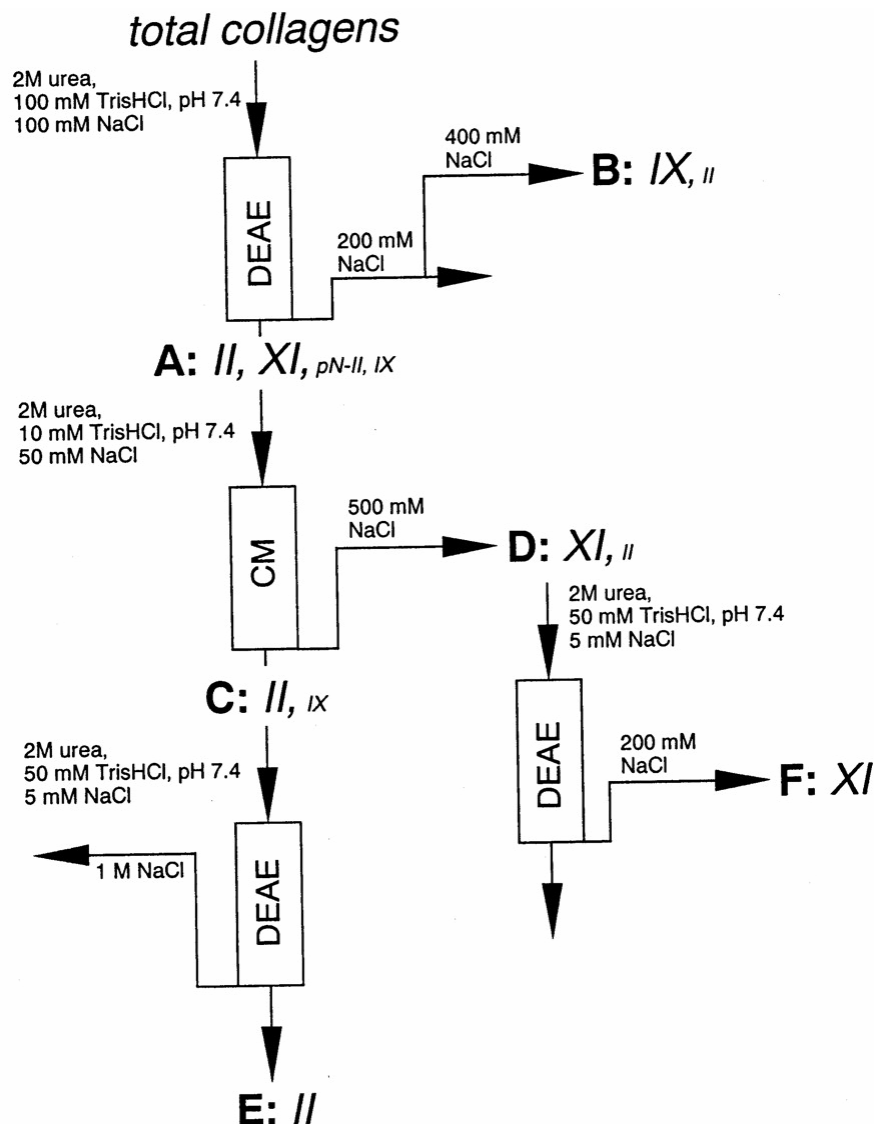 total collagens
2M urea,
100 mM TrisHCl, pH 7.4
100 mM NaCl
DEAE
400 mM
NaCl
B: IX, II
200 mM
NaCl
A: II, XI, pN-II, IX
2M urea,
10 mM TrisHCl, pH 7.4
50 mM NaCl
CM
500 mM
NaCl
D: XI, II
2M urea,
50 mM TrisHCl, pH 7.4
5 mM NaCl
C: II, IX
DEAE
200 mM
NaCl
F: XI
2M urea,
50 mM TrisHCl, pH 7.4
5 mM NaCl
1 M NaCl
DEAE
E: II